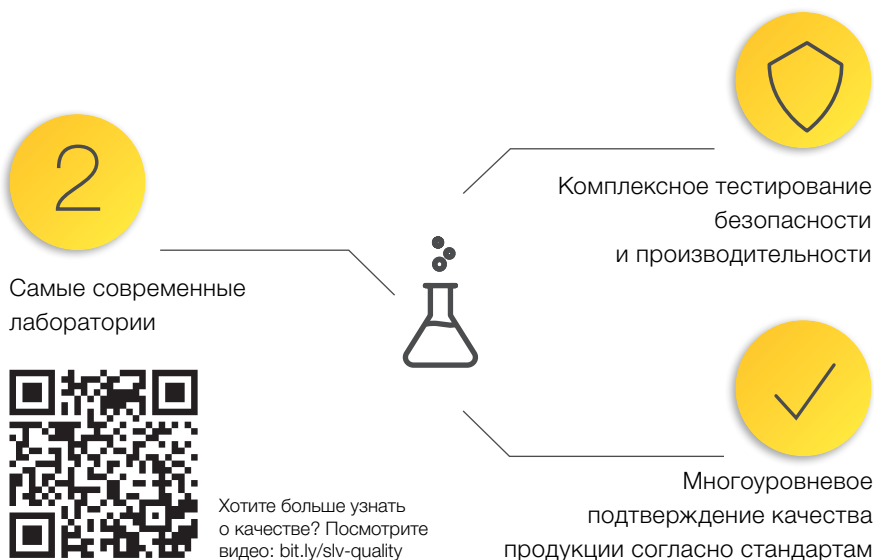 2
Самые современные
лаборатории
Комплексное тестирование
безопасности
и производительности
Хотите больше узнать
о качестве? Посмотрите
видео: bit.ly/slv-quality
Многоуровневое
подтверждение качества
продукции согласно стандартам